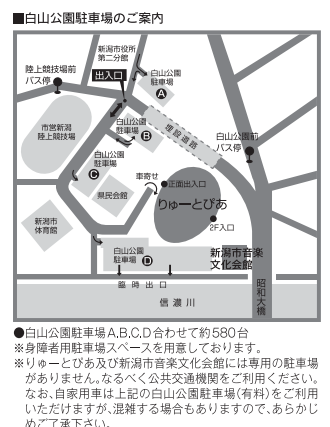 ■白山公園駐車場のご案内
新潟市役所
第二分館
陸上競技場前
バス停
出入口
白山公園
駐車場
A
市営新潟
陸上競技場
白山公園
駐車場
B
埋設道路
白山公園前
バス停
白山公園
駐車場
C
車寄せ
正面出入口
県民会館
りゅーとぴあ
新潟市
体育館
2F入口
白山公園
駐車場
D
新潟市音楽
文化会館
臨時出口
昭和大橋
信濃川
●白山公園駐車場A,B,C,D合わせて約580台
※身障者用駐車場スペースを用意しております。
※りゅーとぴあ及び新潟市音楽文化会館には専用の駐車場
がありません。なるべく公共交通機関をご利用ください。
なお、自家用車は上記の白山公園駐車場(有料)をご利用
いただけますが、混雑する場合もありますので、あらかじ
めご了承下さい。